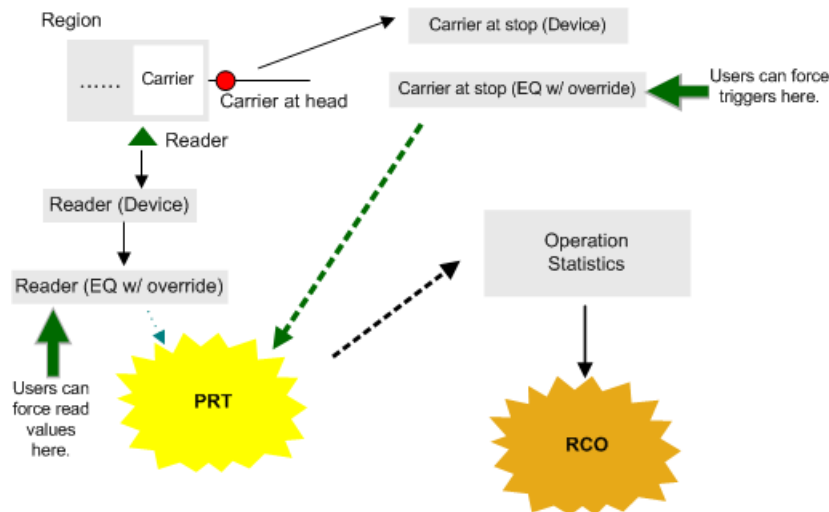 Region
Carrier at stop (Device)
......
Carrier
Carrier at head
Carrier at stop (EQ w/ override)
Users can force
triggers here.
Reader
Reader (Device)
Operation
Statistics
Reader (EQ w/ override)
Users can
force read
values
here.
PRT
RCO